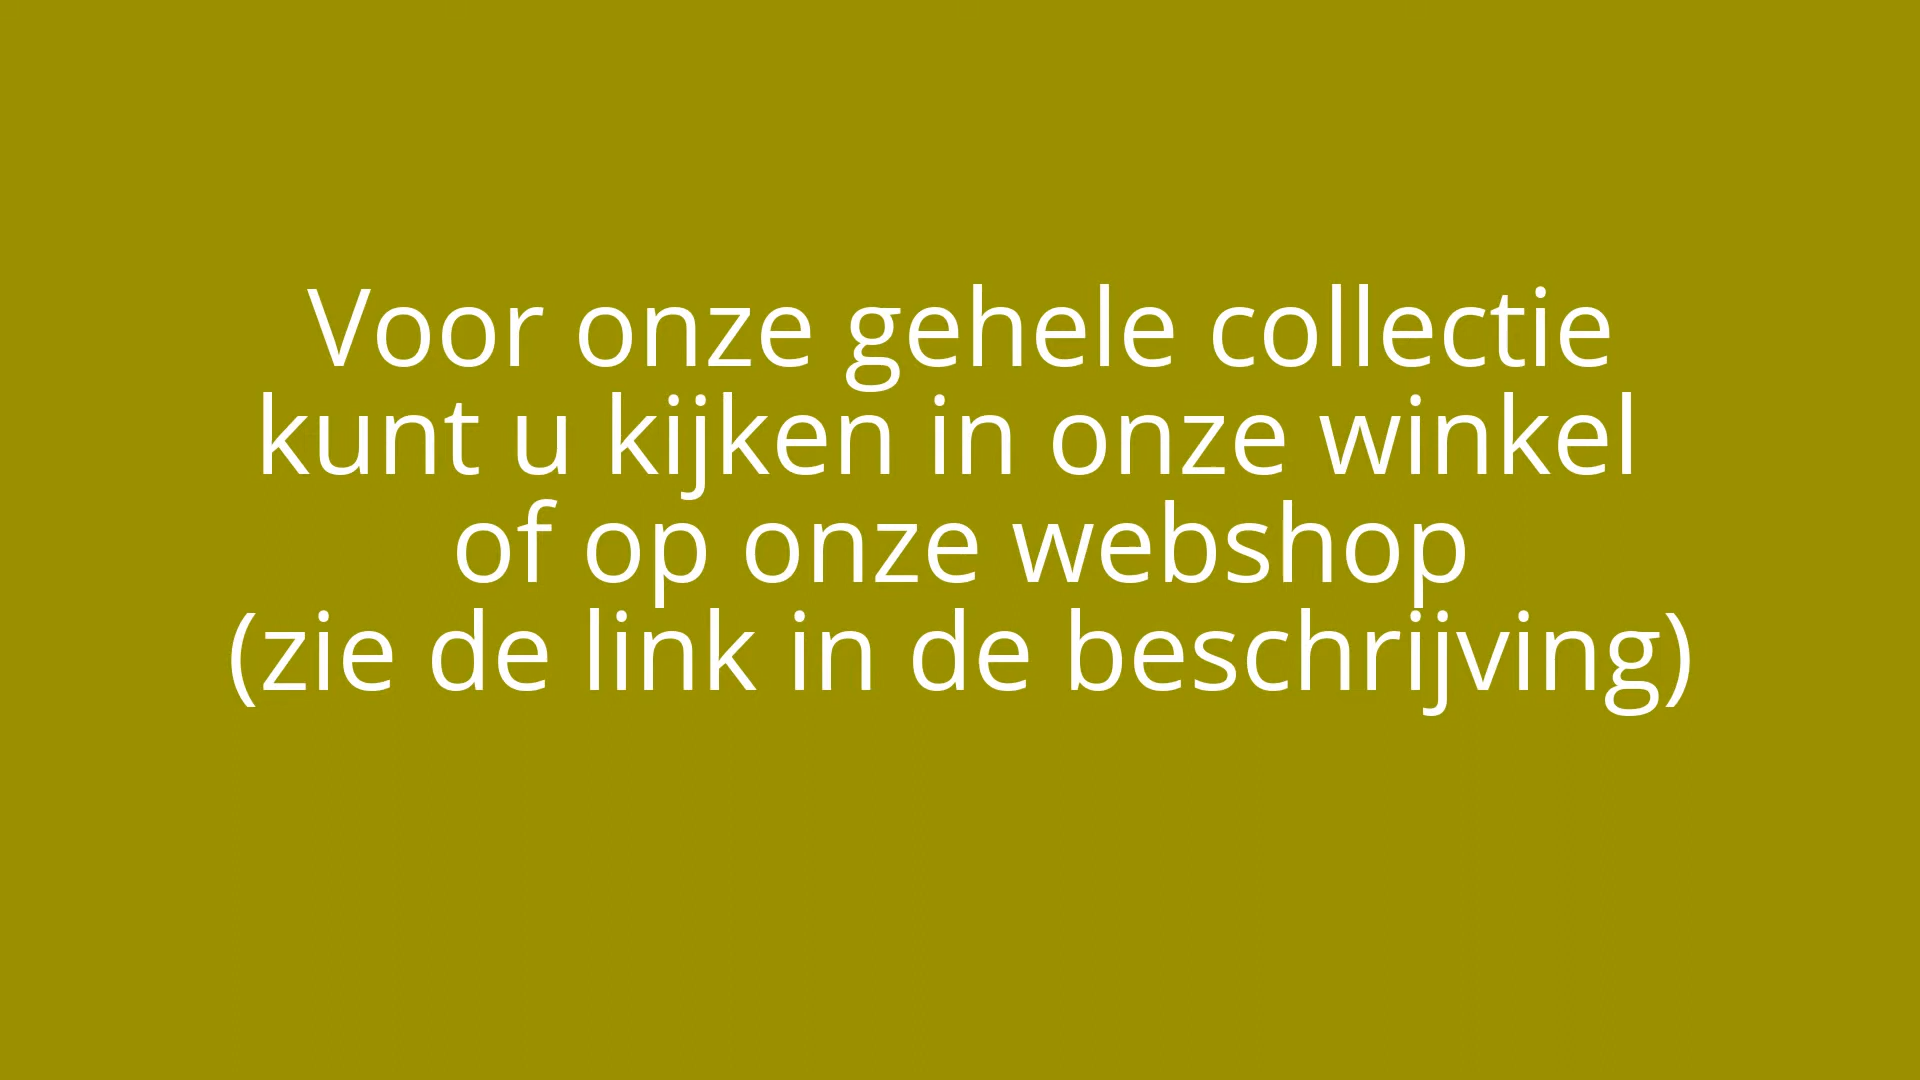 Voor onze gehele collectie
kunt u kijken in onze winkel
of op onze webshop
(zie de link in de beschrijving)